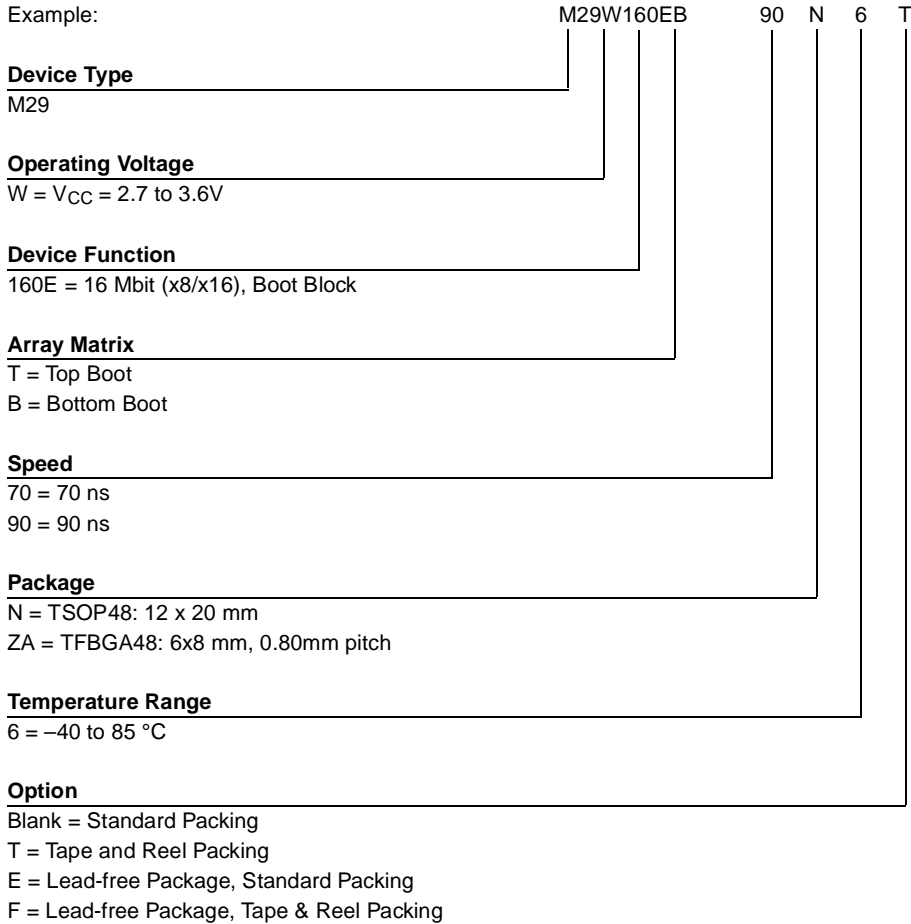 Example: M29W160EB 90 N 6 T
Device Type
M29
Operating Voltage
W = VCC = 2.7 to 3.6V
Device Function
160E = 16 Mbit (x8/x16), Boot Block
Array Matrix
T = Top Boot
B = Bottom Boot
Speed
70 = 70 ns
90 = 90 ns
Package
N = TSOP48: 12 x 20 mm
ZA = TFBGA48: 6x8 mm, 0.80mm pitch
Temperature Range
6 = –40 to 85 °C
Option
Blank = Standard Packing
T = Tape and Reel Packing
E = Lead-free Package, Standard Packing
F = Lead-free Package, Tape & Reel Packing